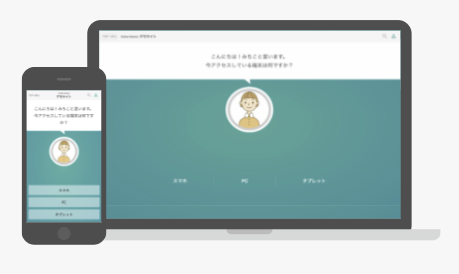 こんにちは！みちこと言います。
今アクセスしている端末は何ですか？
スマホ
PC
タブレット
こんにちは！みちこと言います。
今アクセスしている端末は何です
か？
スマホ
PC
タブレット